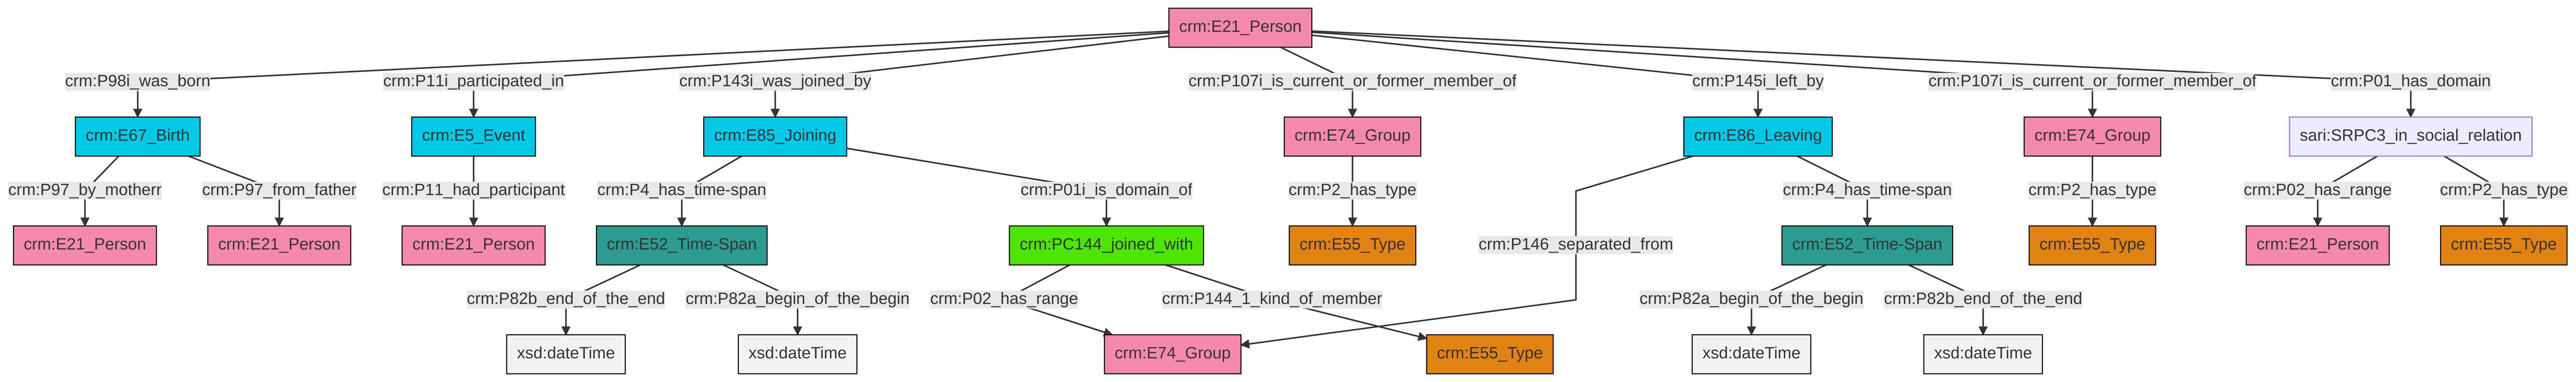 crm:E21_Person
crm:P98i_was_born
crm:P11i_participated_in
crm:P143i_was_joined_by
crm:P107i_is_current_or_former_member_of
crm:P145i_left_by
crm:P107i_is_current_or_former_member_of
crm:P01_has_domain
crm:E67_Birth
crm:E5_Event
crm:E85_Joining
crm:E74_Group
crm:E86_Leaving
crm:E74_Group
sari:SRPC3_in_social_relation
crm:P97_by_motherr
crm:P97_from_father
crm:P11_had_participant
crm:P4_has_time-span
crm:P01i_is_domain_of
crm:P2_has_type
crm:P4_has_time-span
crm:P2_has_type
crm:P02_has_range
crm:P2_has_type
crm:E21_Person
crm:E21_Person
crm:E21_Person
crm:E52_Time-Span
crm:PC144_joined_with
crm:E55_Type
crm:P146_separated_from
crm:E52_Time-Span
crm:E55_Type
crm:E21_Person
crm:E55_Type
crm:P82b_end_of_the_end
crm:P82a_begin_of_the_begin
crm:P02_has_range
crm:P144_1_kind_of_member
crm:P82a_begin_of_the_begin
crm:P82b_end_of_the_end
xsd:dateTime
xsd:dateTime
crm:E74_Group
crm:E55_Type
xsd:dateTime
xsd:dateTime